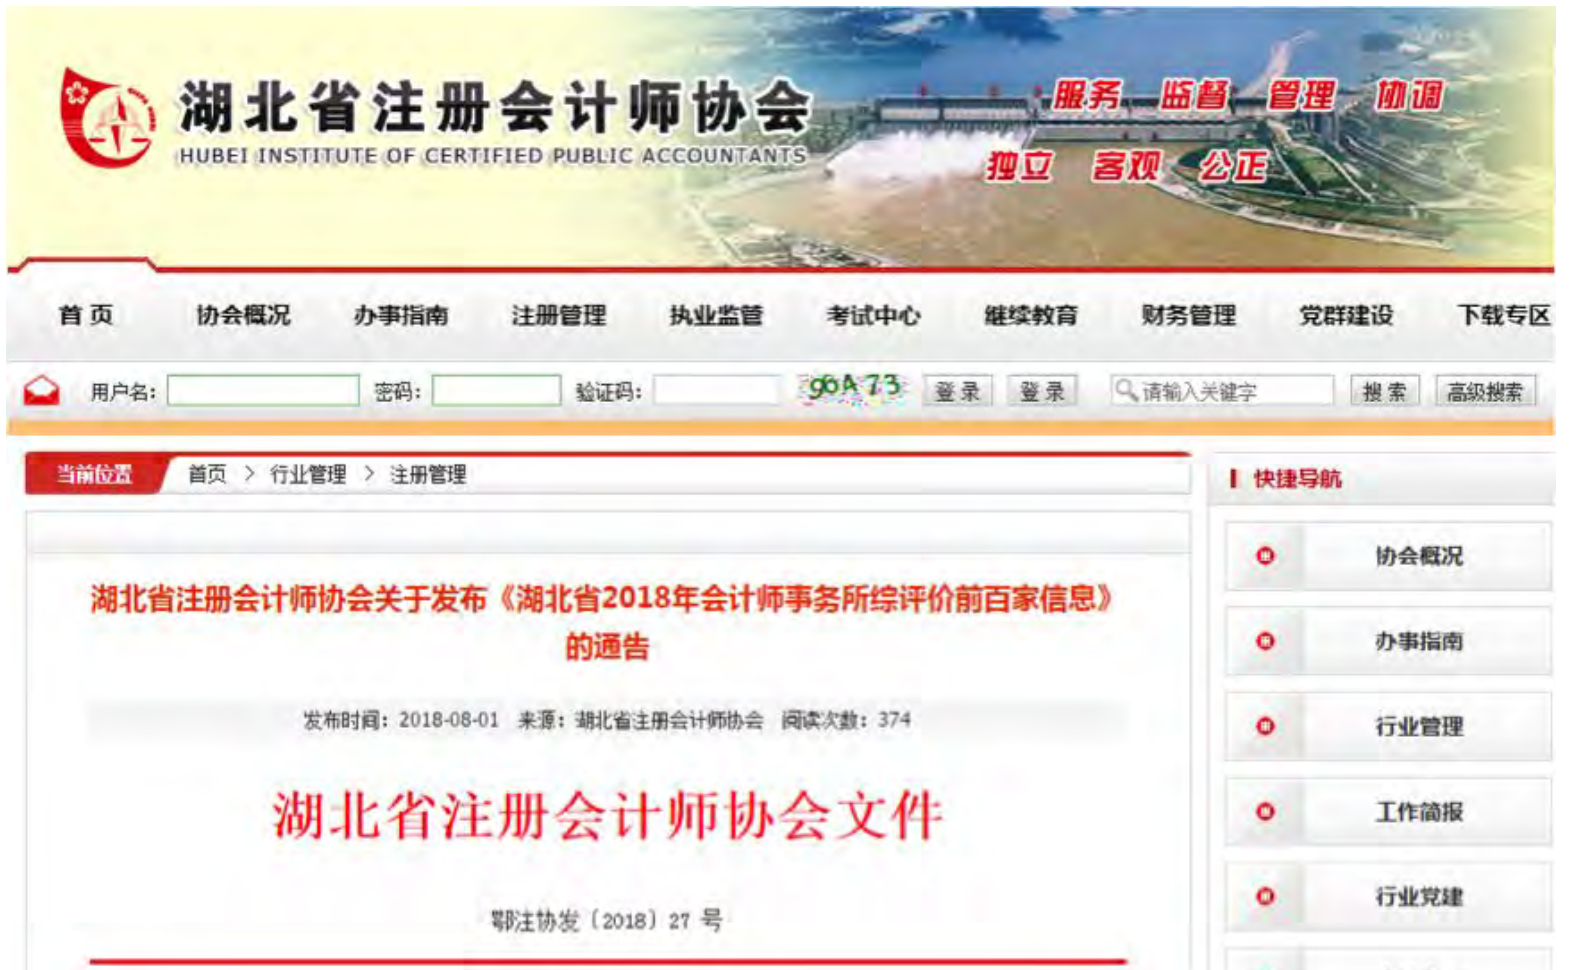 湖北省注册会计师协会
HUBEI INSTITUTE OF CERTIFIED PUBLIC ACCOUNTANTS
服务 监督 管理 协调
独立 客观 公正
首页 协会概况 办事指南 注册管理 执业监管 考试中心 继续教育 财务管理 党群建设 下载专区
用户名: 密码: 验证码: 登录 登录 请输入关键字 搜索 高级搜索
当前位置 首页 > 行业管理 > 注册管理
快捷导航
协会概况
湖北省注册会计师协会关于发布《湖北省2018年会计师事务所综评价前百家信息》
的通告
办事指南
发布时间：2018-08-01 来源：湖北省注册会计师协会 阅读次数：374
行业管理
湖北省注册会计师协会文件
工作简报
行业党建
鄂注协发〔2018〕27 号